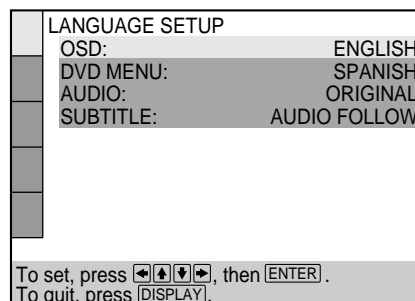 LANGUAGE SETUP
OSD: ENGLISH
DVD MENU: SPANISH
AUDIO: ORIGINAL
SUBTITLE: AUDIO FOLLOW
To set, press ←↑↓→, then ENTER.
To quit, press DISPLAY.